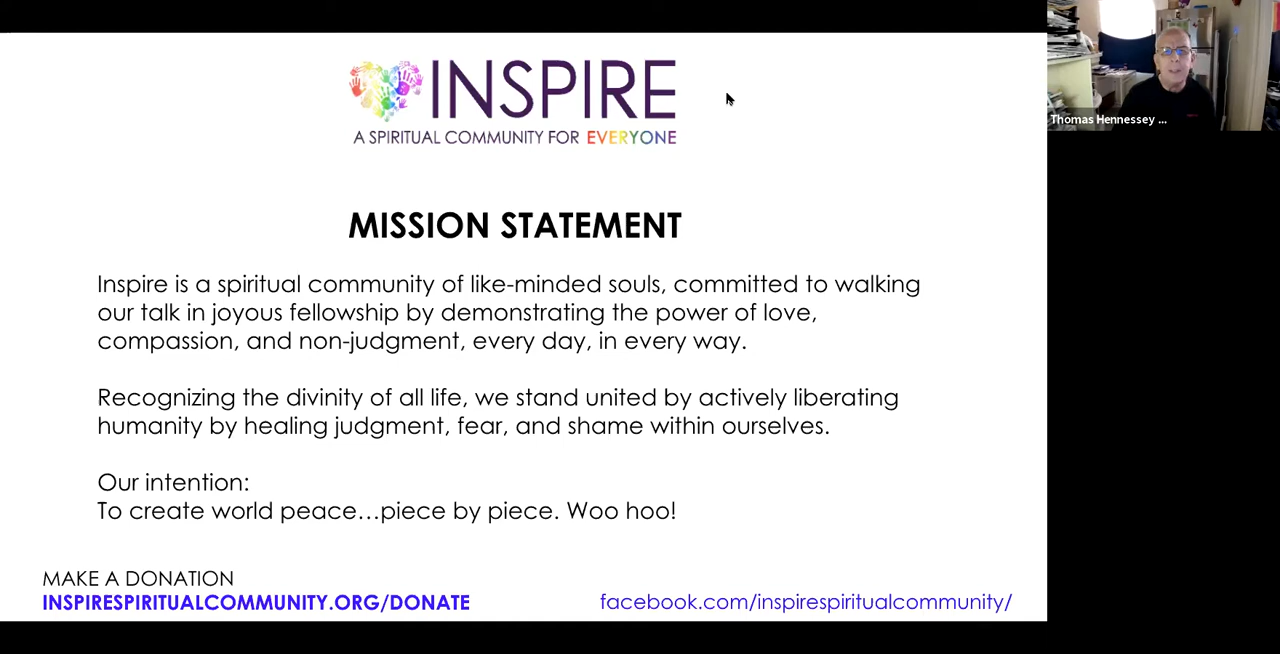 INSPIRE
A SPIRITUAL COMMUNITY FOR EVERYONE
Thomas Hennessey ...
MISSION STATEMENT
Inspire is a spiritual community of like-minded souls, committed to walking
our talk in joyous fellowship by demonstrating the power of love,
compassion, and non-judgment, every day, in every way.
Recognizing the divinity of all life, we stand united by actively liberating
humanity by healing judgment, fear, and shame within ourselves.
Our intention:
To create world peace…piece by piece. Woo hoo!
MAKE A DONATION
INSPIRESPIRITUALCOMMUNITY.ORG/DONATE
facebook.com/inspirespiritualcommunity/